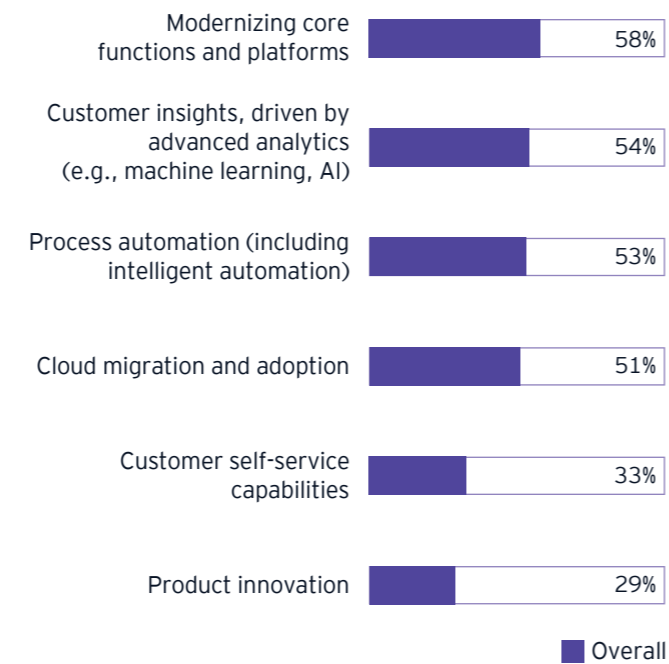 Modernizing core
functions and platforms
58%
Customer insights, driven by
advanced analytics
(e.g., machine learning, AI)
54%
Process automation (including
intelligent automation)
53%
Cloud migration and adoption
51%
Customer self-service
capabilities
33%
Product innovation
29%
Overall